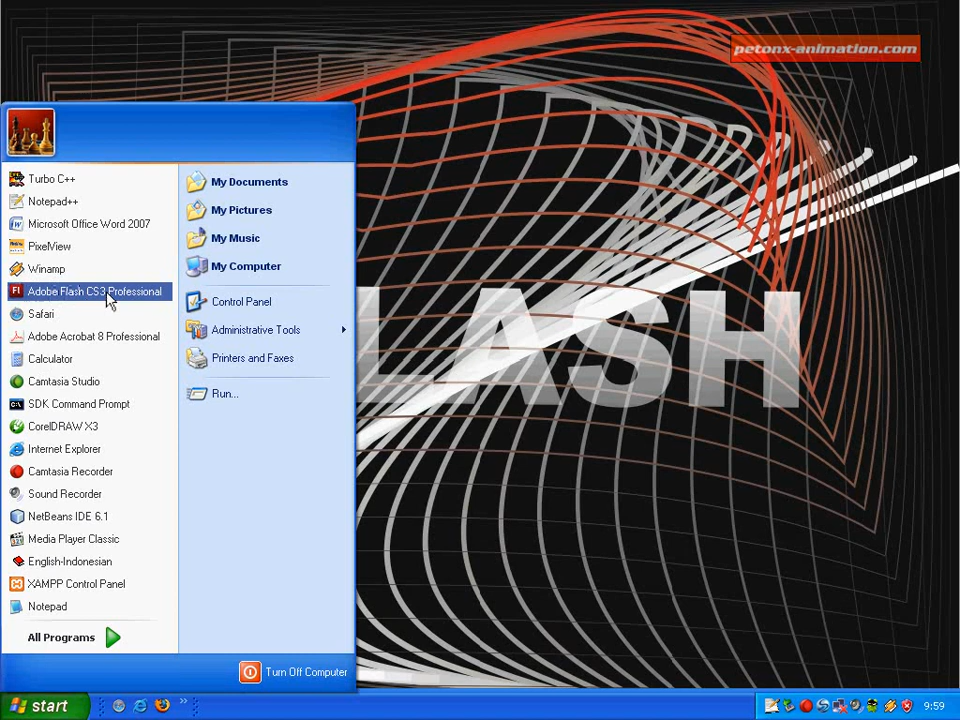 petonx-animation.com
Turbo C++
Notepad++
Microsoft Office Word 2007
PixelView
Winamp
Adobe Flash CS3 Professional
Safari
Adobe Acrobat 8 Professional
Calculator
Camtasia Studio
SDK Command Prompt
CorelDRAW X3
Internet Explorer
Camtasia Recorder
Sound Recorder
NetBeans IDE 6.1
Media Player Classic
English-Indonesian
XAMPP Control Panel
Notepad
All Programs
My Documents
My Pictures
My Music
My Computer
Control Panel
Administrative Tools
Printers and Faxes
Run...
LASH
Turn Off Computer
start
9:59